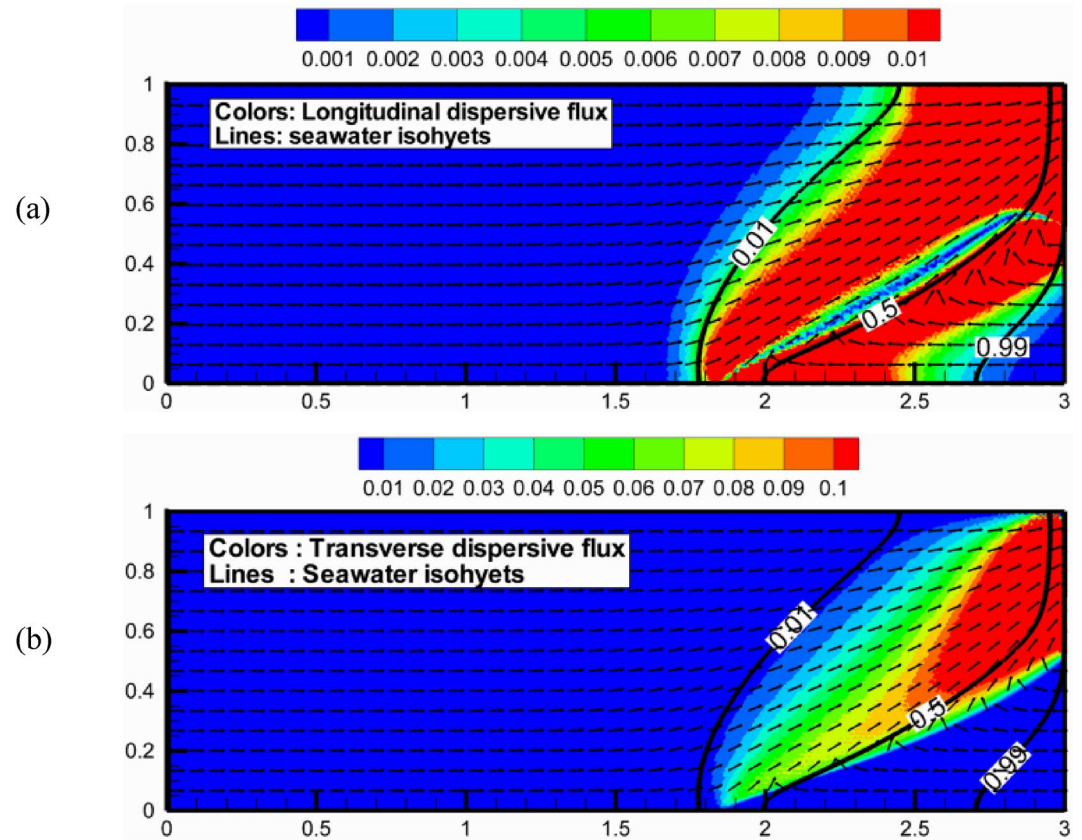 0.001 0.002 0.003 0.004 0.005 0.006 0.007 0.008 0.009 0.01
(a)
Colors: Longitudinal dispersive flux
Lines: seawater isohyets
1
0.8
0.6
0.4
0.2
0
0.01
0.5
0.99
0 0.5 1 1.5 2 2.5 3
0.01 0.02 0.03 0.04 0.05 0.06 0.07 0.08 0.09 0.1
(b)
Colors : Transverse dispersive flux
Lines : Seawater isohyets
1
0.8
0.6
0.4
0.2
0
0.01
0.5
0.99
0 0.5 1 1.5 2 2.5 3